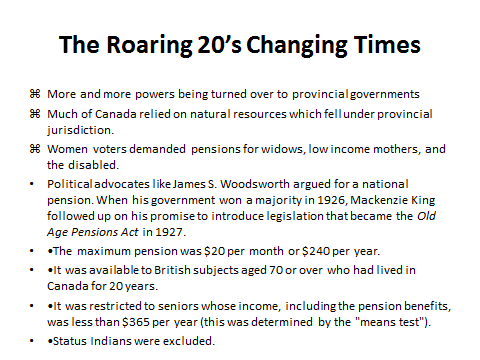 The Roaring 20's Changing Times
⌘ More and more powers being turned over to provincial governments
⌘ Much of Canada relied on natural resources which fell under provincial
jurisdiction.
⌘ Women voters demanded pensions for widows, low income mothers, and
the disabled.
• Political advocates like James S. Woodsworth argued for a national
pension. When his government won a majority in 1926, Mackenzie King
followed up on his promise to introduce legislation that became the Old
Age Pensions Act in 1927.
• •The maximum pension was $20 per month or $240 per year.
• •It was available to British subjects aged 70 or over who had lived in
Canada for 20 years.
• •It was restricted to seniors whose income, including the pension benefits,
was less than $365 per year (this was determined by the "means test").
• •Status Indians were excluded.